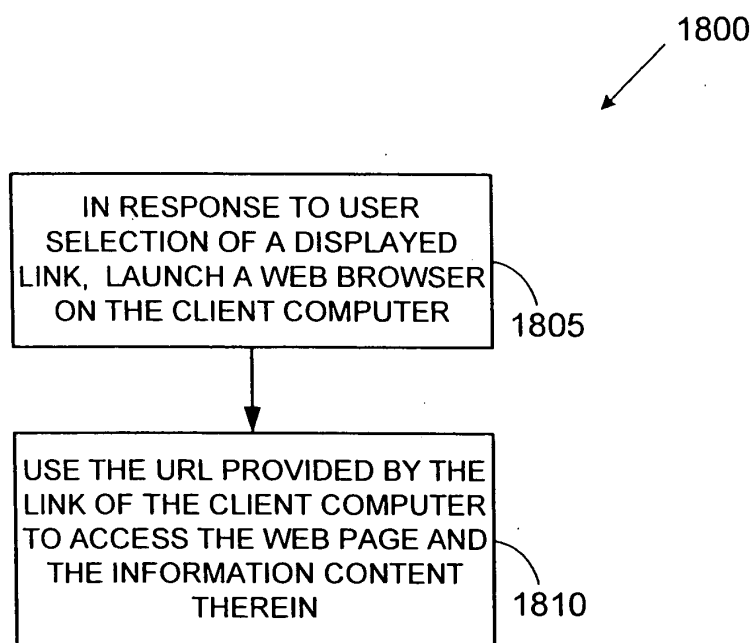 1800
IN RESPONSE TO USER
SELECTION OF A DISPLAYED
LINK, LAUNCH A WEB BROWSER
ON THE CLIENT COMPUTER
1805
USE THE URL PROVIDED BY THE
LINK OF THE CLIENT COMPUTER
TO ACCESS THE WEB PAGE AND
THE INFORMATION CONTENT
THEREIN
1810